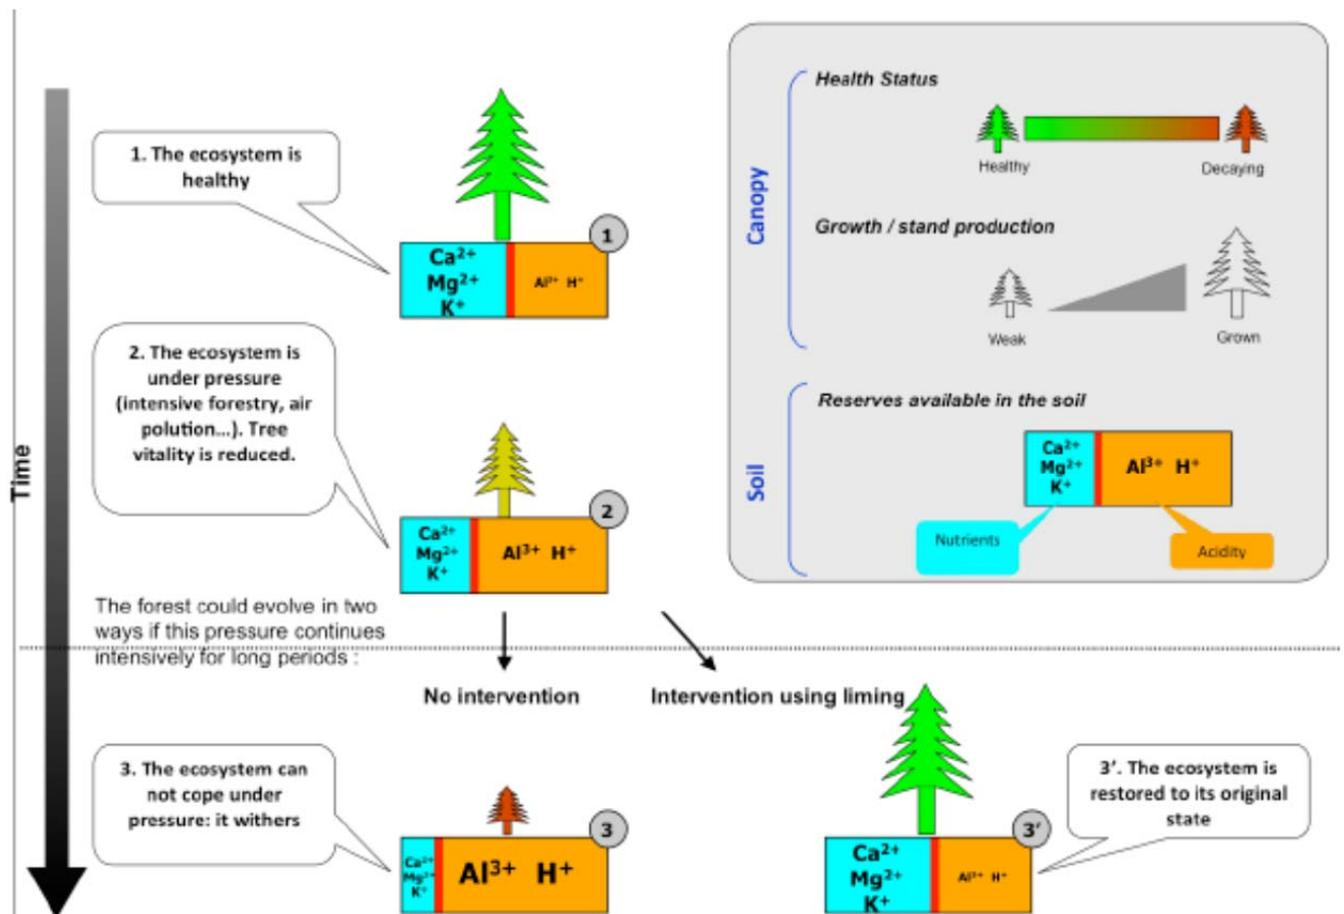 1. The ecosystem is
healthy
1
Ca²⁺
Mg²⁺
K⁺
Al³⁺ H⁺
2. The ecosystem is
under pressure
(intensive forestry, air
polution...). Tree
vitality is reduced.
2
Ca²⁺
Mg²⁺
K⁺
Al³⁺ H⁺
Time
The forest could evolve in two
ways if this pressure continues
intensively for long periods :
No intervention
Intervention using liming
3. The ecosystem can
not cope under
pressure: it withers
3
Ca²⁺
Mg²⁺
K⁺
Al³⁺ H⁺
3'
Ca²⁺
Mg²⁺
K⁺
Al³⁺ H⁺
3'. The ecosystem is
restored to its original
state
Canopy
Health Status
Healthy
Decaying
Growth / stand production
Weak
Grown
Soil
Reserves available in the soil
Ca²⁺
Mg²⁺
K⁺
Al³⁺ H⁺
Nutrients
Acidity